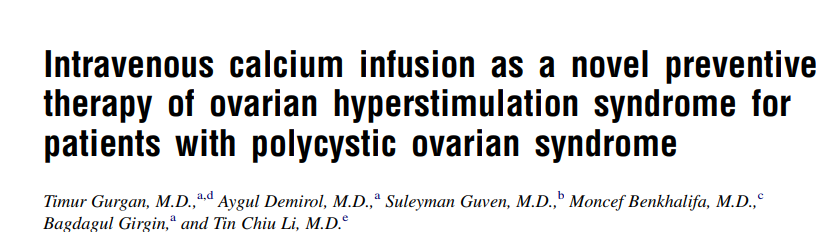 Intravenous calcium infusion as a novel preventive
therapy of ovarian hyperstimulation syndrome for
patients with polycystic ovarian syndrome
Timur Gurgan, M.D.,a,d Aygul Demirol, M.D.,a Suleyman Guven, M.D.,b Moncef Benkhalifa, M.D.,c
Bagdagul Girgin,a and Tin Chiu Li, M.D.e